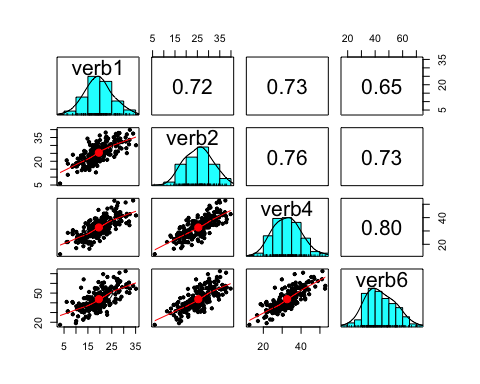 5 15 25 35 20 40 60
verb1 0.72 0.73 0.65
5 15 25 35
verb2 0.76 0.73
5 15 25 35
verb4 0.80
20 40
verb6
20 50
5 15 25 35 20 40